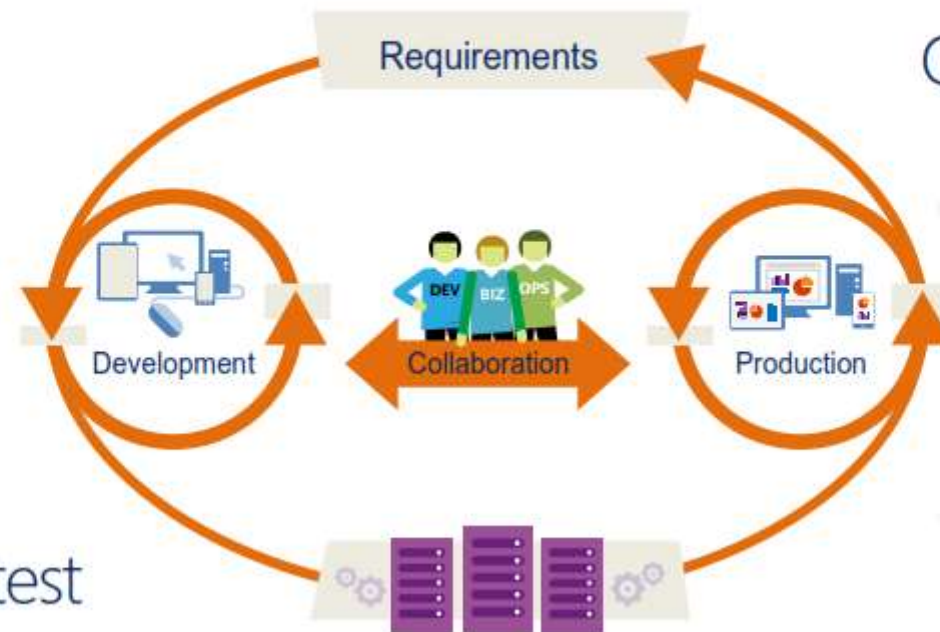 Requirements
DEV
BIZ
OPS
Development
Collaboration
Production
test